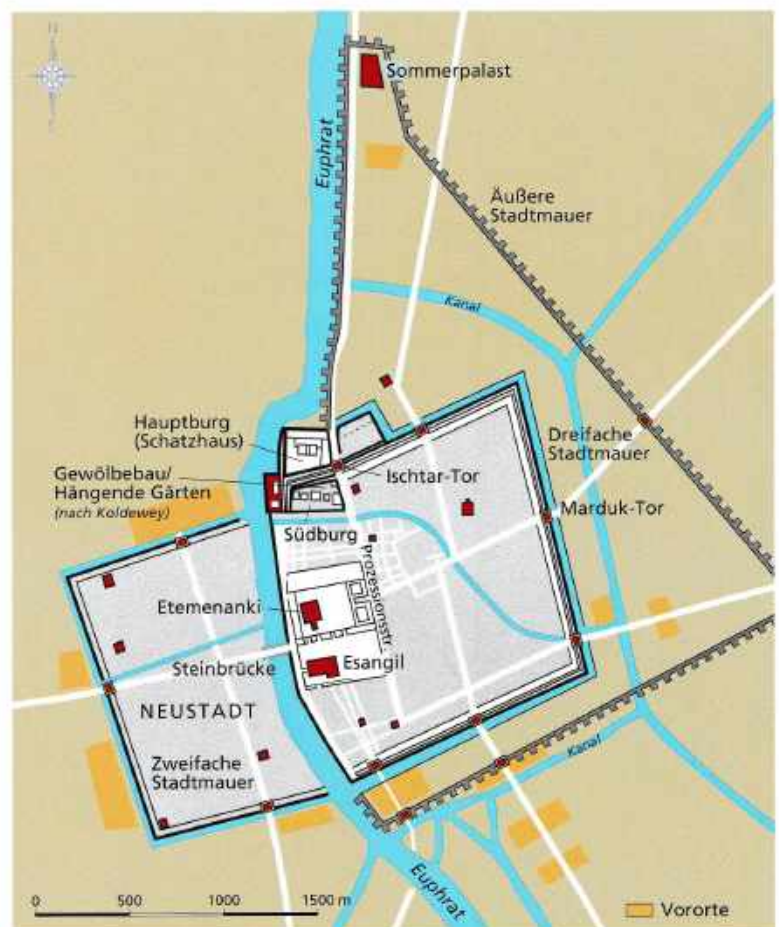 Sommerpalast
Euphrat
Äußere
Stadtmauer
Kanal
Hauptburg
(Schatzhaus)
Dreifache
Stadtmauer
Gewölbebau/
Hängende Gärten
(nach Koldewey)
Ischtar-Tor
Marduk-Tor
Südburg
Prozessionsstr.
Etemenanki
Steinbrücke
Esangil
NEUSTADT
Zweifache
Stadtmauer
Kanal
Euphrat
0 500 1000 1500 m
Vororte